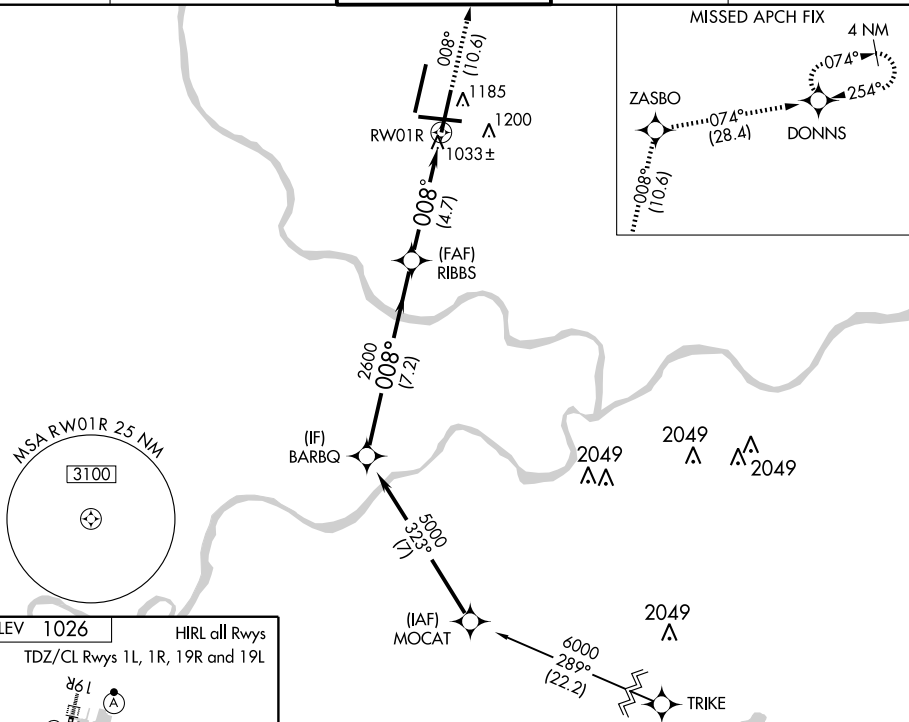 MISSED APCH FIX
4 NM
074°
254°
ZASBO
074°
(28.4)
DONNS
008°
(10.6)
008°
(10.6)
1185
1200
RW01R
1033±
008°
(4.7)
(FAF)
RIBBS
2600
008°
(7.2)
(IF)
BARBQ
MSA RW01R 25 NM
3100
2049
2049
2049
5000
323°
(7)
(IAF)
MOCAT
6000
289°
(22.2)
2049
TRIKE
LEV 1026
HIRL all Rwys
TDZ/CL Rwys 1L, 1R, 19R and 19L
19R
A